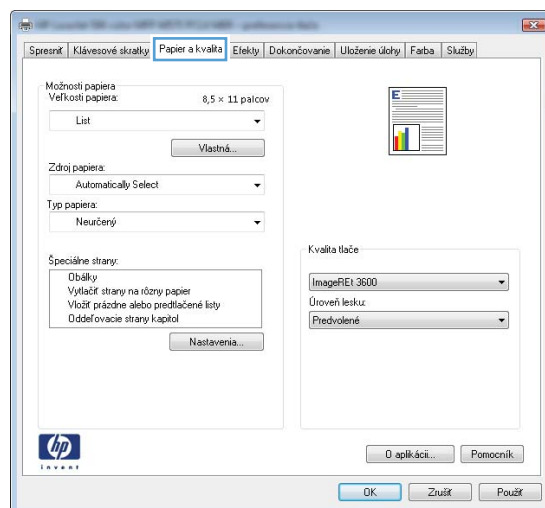 Spresniť Klávesové skratky Papier a kvalita Efekty Dokončovanie Uloženie úlohy Farba Služby
Možnosti papiera
Veľkosti papiera: 8,5 × 11 palcov
List
Vlastná...
Zdroj papiera:
Automatically Select
Typ papiera:
Neurčený
Špeciálne strany:
Obálky
Vytlačiť strany na rôzny papier
Vložiť prázdne alebo predtlačené listy
Oddeľovacie strany kapitol
Nastavenia...
E
Kvalita tlače
ImageREt 3600
Úroveň lesku:
Predvolené
hp
invent
O aplikácii... Pomocník
OK Zrušiť Použiť